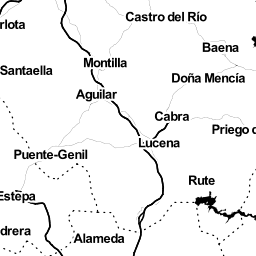 Castro del Río
rlota
Baena
Montilla
Santaella
Doña Mencía
Aguilar
Cabra
Priego d
Lucena
Puente-Genil
Rute
Estepa
drera
Alameda